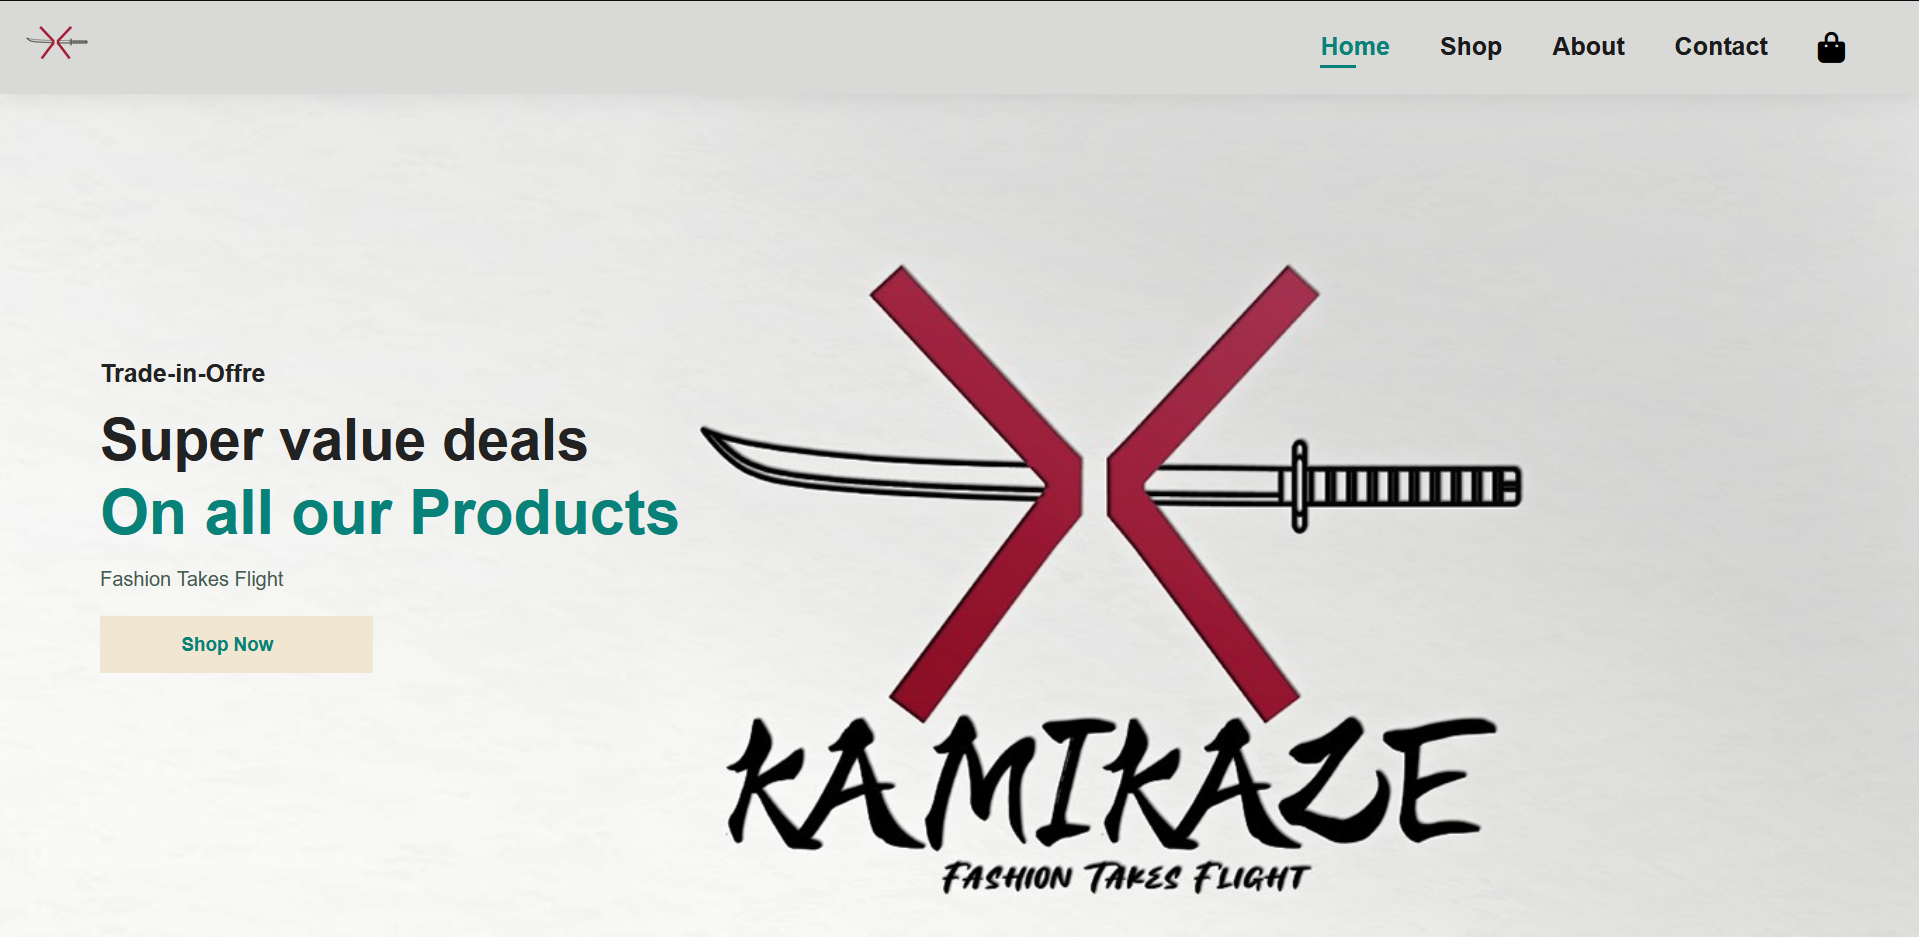 Home Shop About Contact
Trade-in-Offre
Super value deals
On all our Products
Fashion Takes Flight
Shop Now
KAMIKAZE
FASHION TAKES FLIGHT